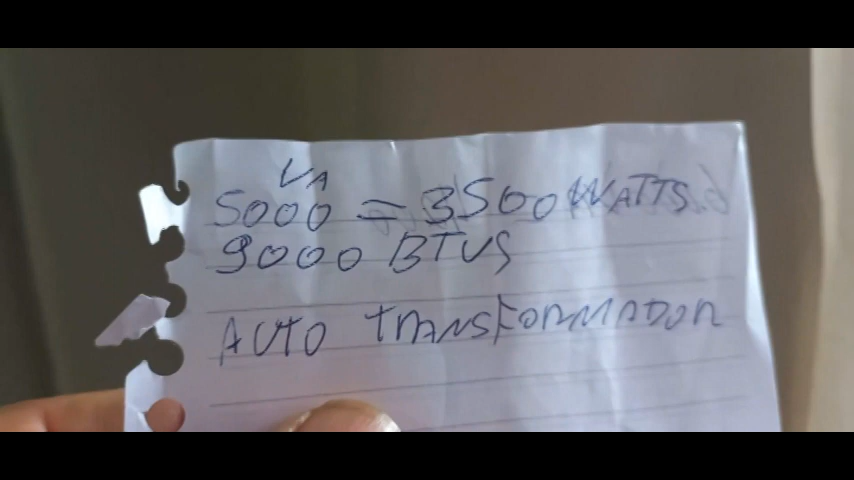 5000 VA = 3500 WATTS
9000 BTUS
AUTO TRANSFORMADOR